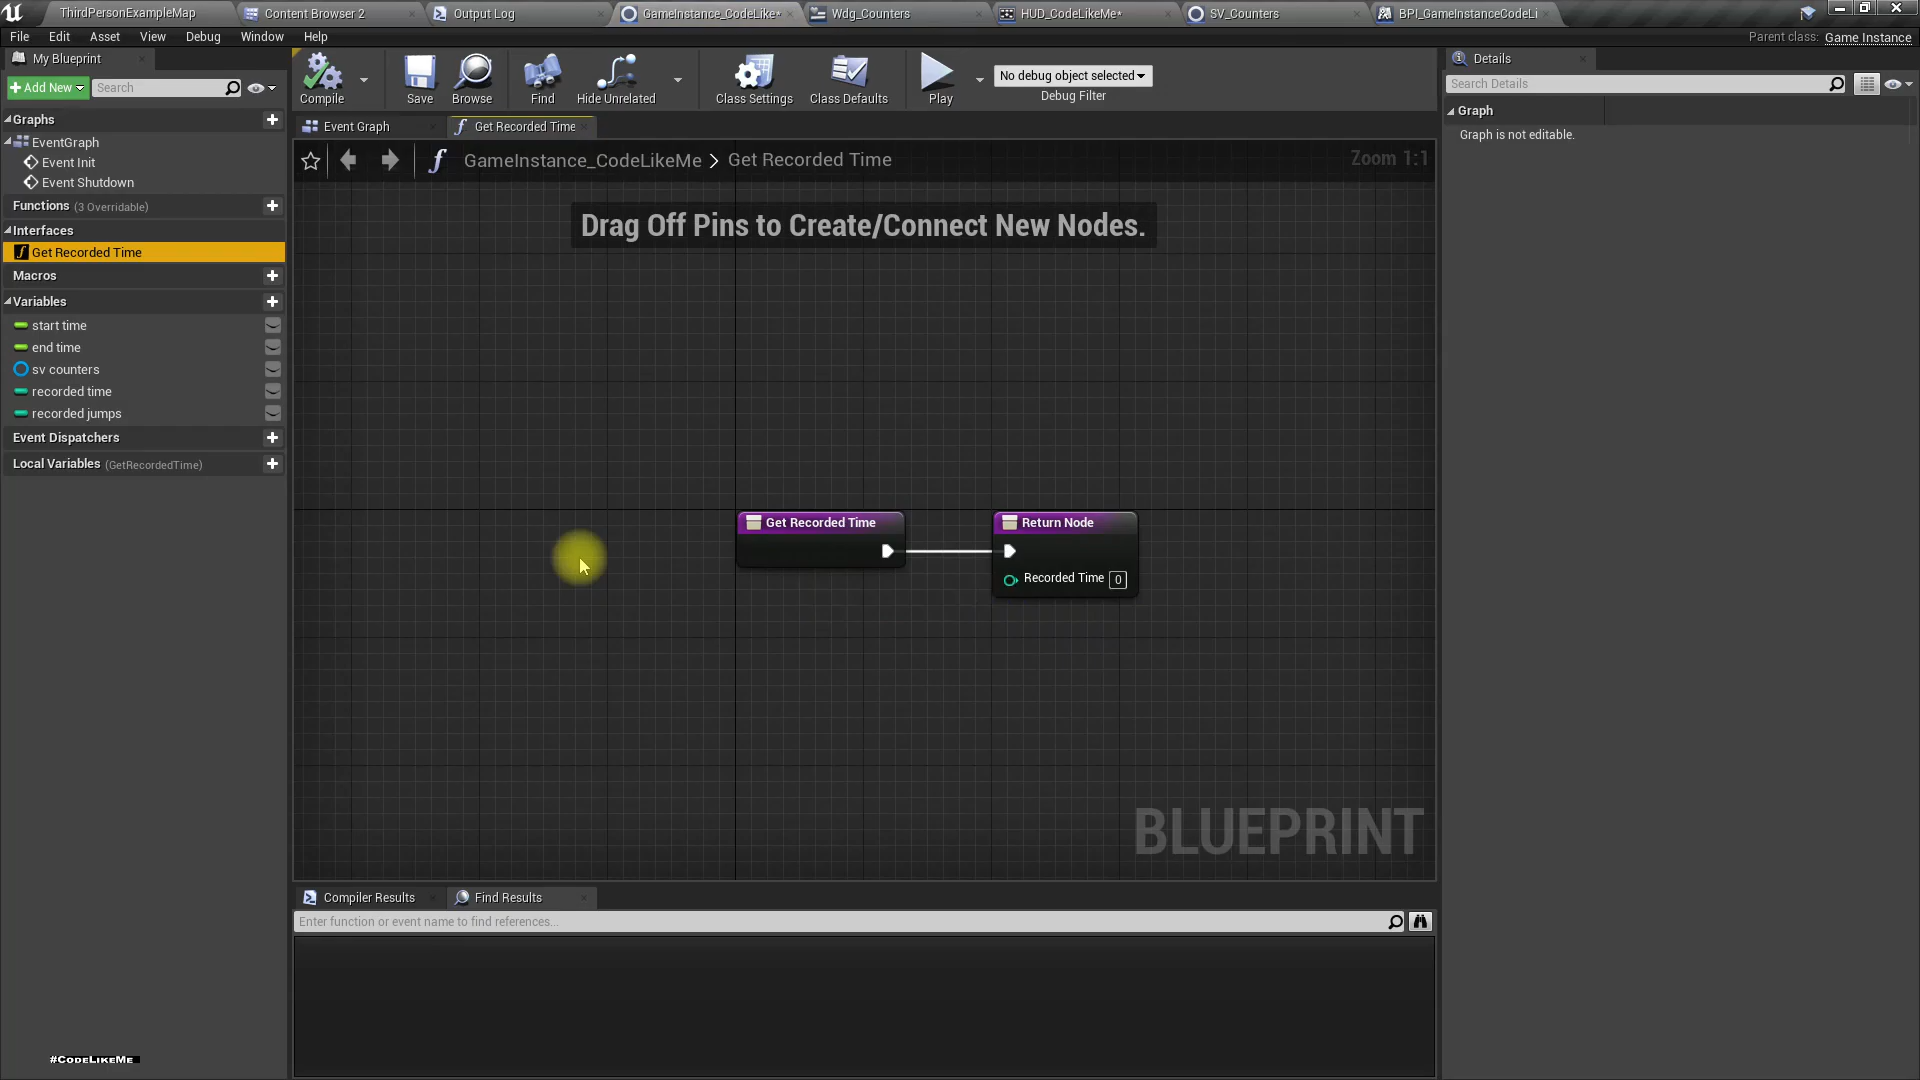 ThirdPersonExampleMap
Content Browser 2
Output Log
GameInstance_CodeLike*
Wdg_Counters
HUD_CodeLikeMe*
SV_Counters
BPI_GameInstanceCodeLi
File Edit Asset View Debug Window Help
Parent class: Game Instance
My Blueprint
Add New
Search
Graphs
EventGraph
Event Init
Event Shutdown
Functions (3 Overridable)
Interfaces
Get Recorded Time
Macros
Variables
start time
end time
sv counters
recorded time
recorded jumps
Event Dispatchers
Local Variables (GetRecordedTime)
#CodeLikeMe
Compile
Save
Browse
Find
Hide Unrelated
Class Settings
Class Defaults
Play
No debug object selected
Debug Filter
Event Graph
Get Recorded Time
GameInstance_CodeLikeMe > Get Recorded Time
Zoom 1:1
Drag Off Pins to Create/Connect New Nodes.
Get Recorded Time
Return Node
Recorded Time 0
BLUEPRINT
Compiler Results
Find Results
Enter function or event name to find references...
Details
Search Details
Graph
Graph is not editable.